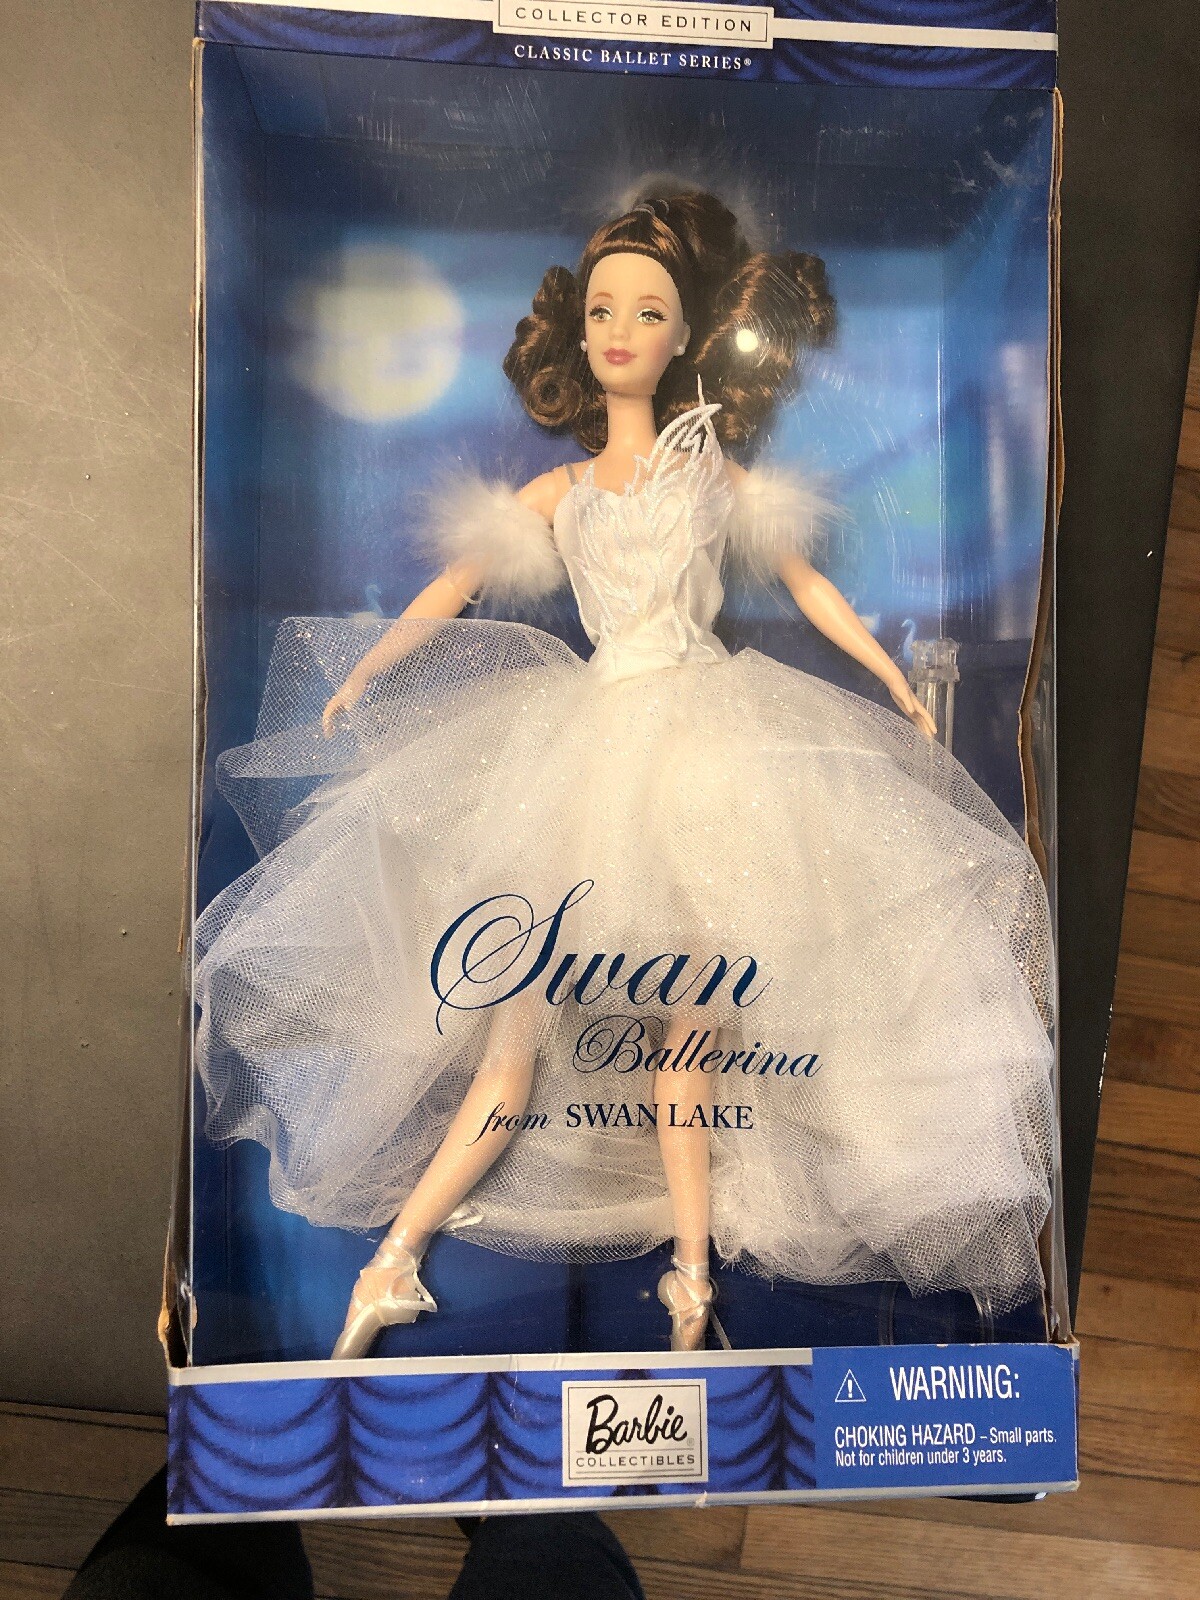 COLLECTOR EDITION
CLASSIC BALLET SERIES®
Swan
Ballerina
from SWAN LAKE
Barbie®
COLLECTIBLES
⚠ WARNING:
CHOKING HAZARD – Small parts.
Not for children under 3 years.